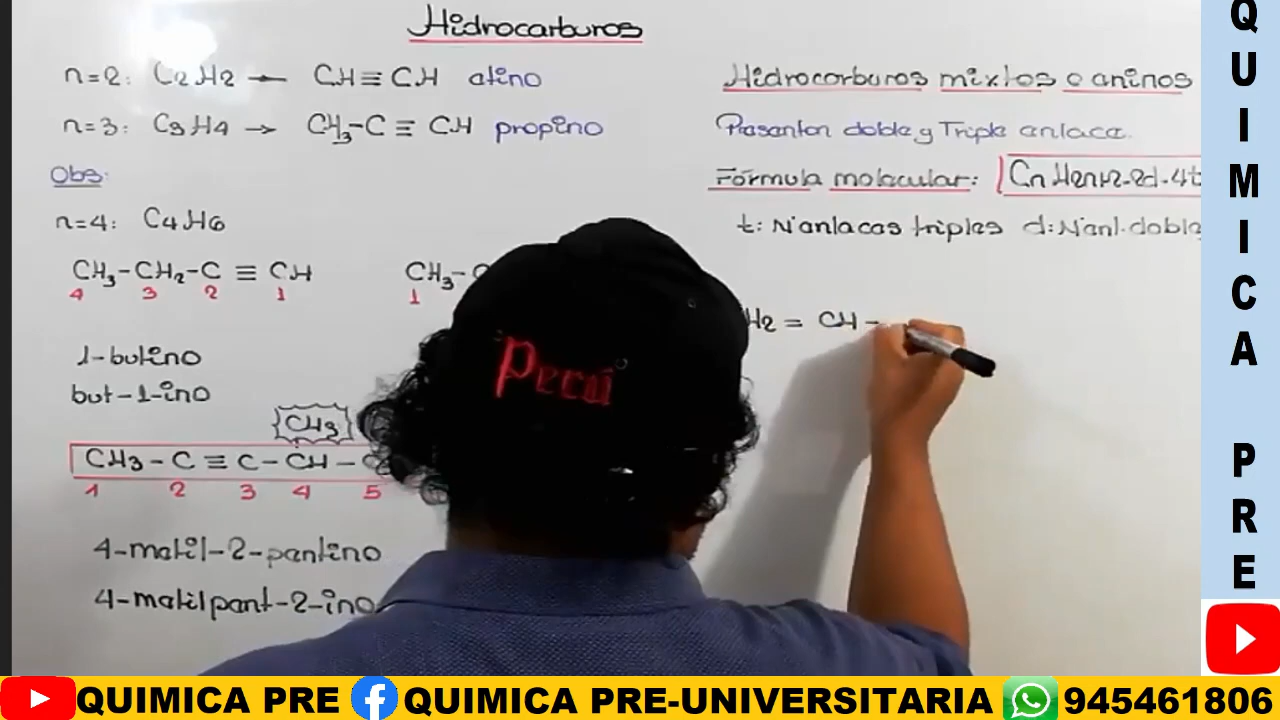 Hidrocarburos
n=2: C2H2 → CH≡CH etino
n=3: C3H4 → CH3-C≡CH propino
Obs:
n=4: C4H6
CH3-CH2-C≡CH
4 3 2 1
CH3-
1
1-butino
but-1-ino
CH3
CH3-C≡C-CH-C
1 2 3 4 5
4-metil-2-pentino
4-metilpent-2-ino
Hidrocarburos mixtos o eninos
Presentan doble y Triple enlace.
Fórmula molecular: CnH2n+2-2d-4t
t: N°enlaces triples d: N°enl. doble
H2=CH-
Perú
QUIMICA PRE
QUIMICA PRE
QUIMICA PRE-UNIVERSITARIA
945461806